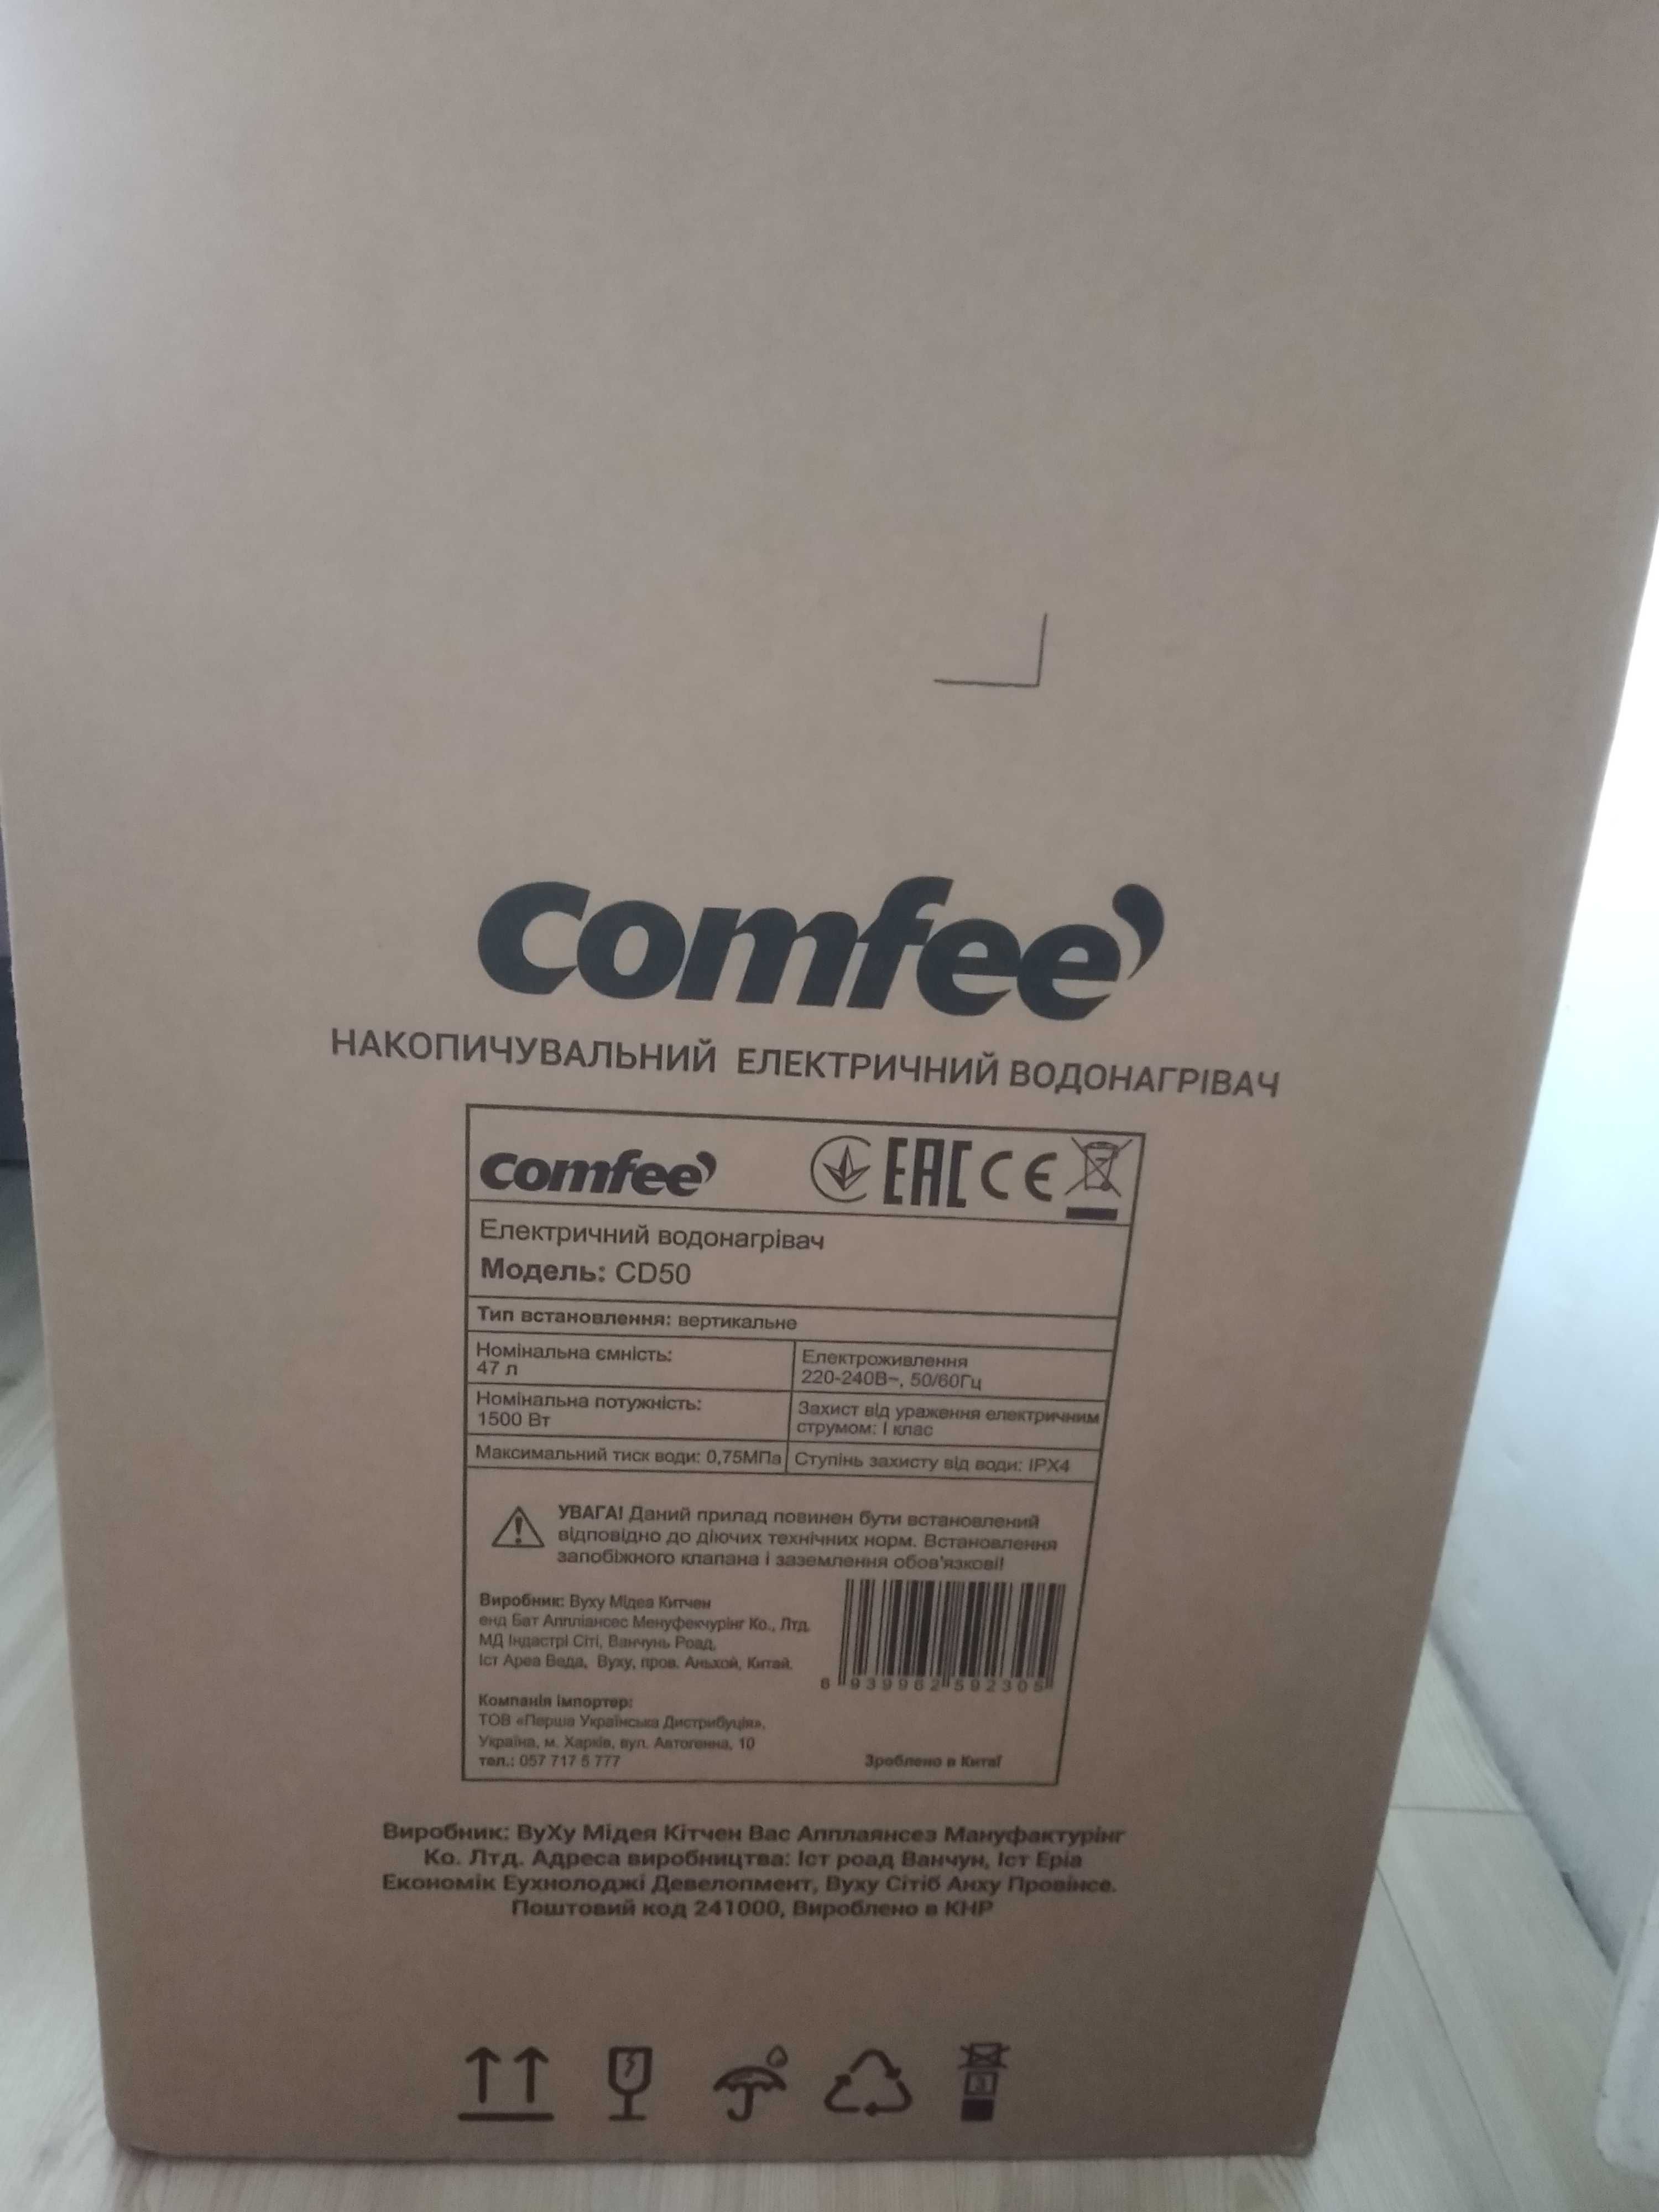 comfee’
НАКОПИЧУВАЛЬНИЙ ЕЛЕКТРИЧНИЙ ВОДОНАГРІВАЧ
comfee’ EAC CE
Електричний водонагрівач
Модель: CD50
Тип встановлення: вертикальне
Номінальна ємність:
47 л
Електроживлення
220-240В~, 50/60Гц
Номінальна потужність:
1500 Вт
Захист від ураження електричним
струмом: І клас
Максимальний тиск води: 0,75МПа
Ступінь захисту від води: IPX4
УВАГА! Даний прилад повинен бути встановлений
відповідно до діючих технічних норм. Встановлення
запобіжного клапана і заземлення обов'язкові!
Виробник: Вуху Мідеа Китчен
енд Бат Аппліансес Менуфекчурінг Ко., Лтд.
МД Індастрі Сіті, Ванчунь Роад,
Іст Ареа Веда, Вуху, пров. Аньхой, Китай.
6 939962 592305
Компанія імпортер:
ТОВ «Перша Українська Дистрибуція»,
Україна, м. Харків, вул. Автогенна, 10
тел.: 057 717 5 777
Зроблено в Китаї
Виробник: ВуХу Мідея Кітчен Вас Апплаянсез Мануфактурінг
Ко. Лтд. Адреса виробництва: Іст роад Ванчун, Іст Еріа
Економік Еухнолоджі Девелопмент, Вуху Сітіб Анху Провінсе.
Поштовий код 241000, Вироблено в КНР